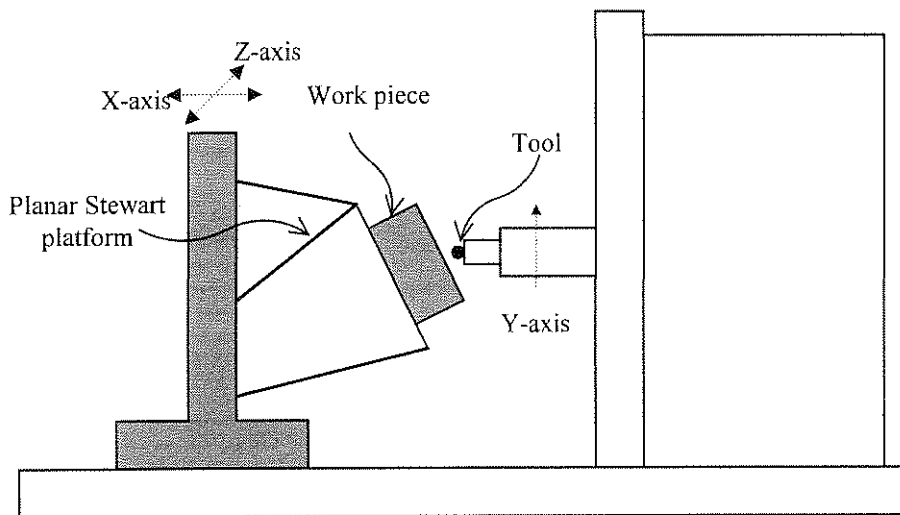 Z-axis
X-axis
Work piece
Tool
Planar Stewart
platform
Y-axis